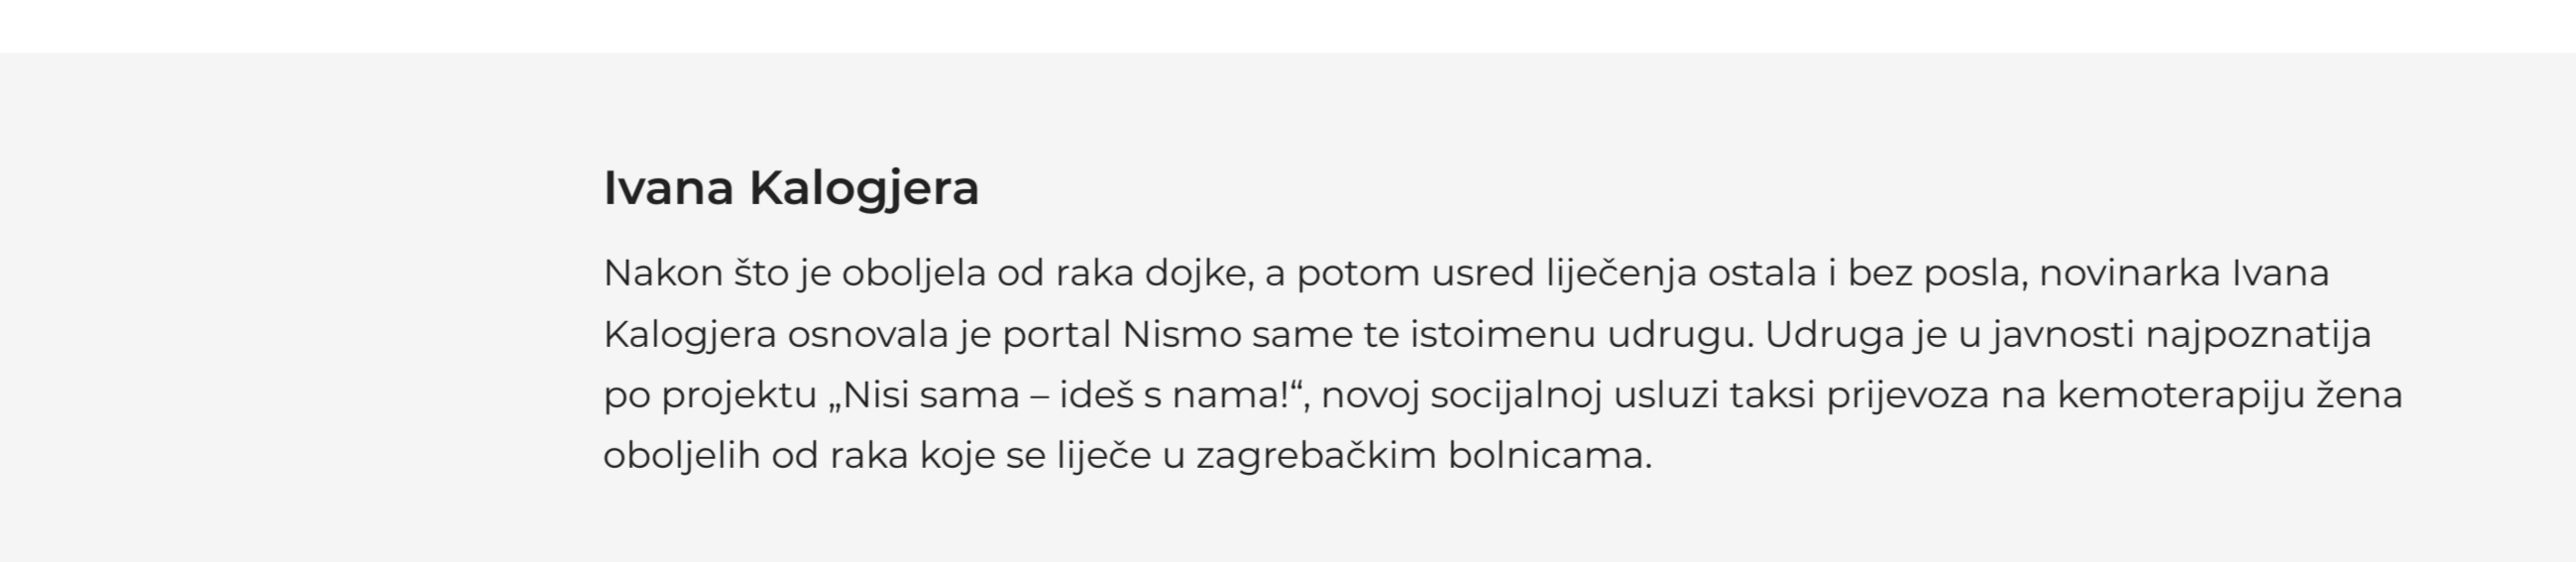 Ivana Kalogjera
Nakon što je oboljela od raka dojke, a potom usred liječenja ostala i bez posla, novinarka Ivana
Kalogjera osnovala je portal Nismo same te istoimenu udrugu. Udruga je u javnosti najpoznatija
po projektu „Nisi sama – ideš s nama!“, novoj socijalnoj usluzi taksi prijevoza na kemoterapiju žena
oboljelih od raka koje se liječe u zagrebačkim bolnicama.